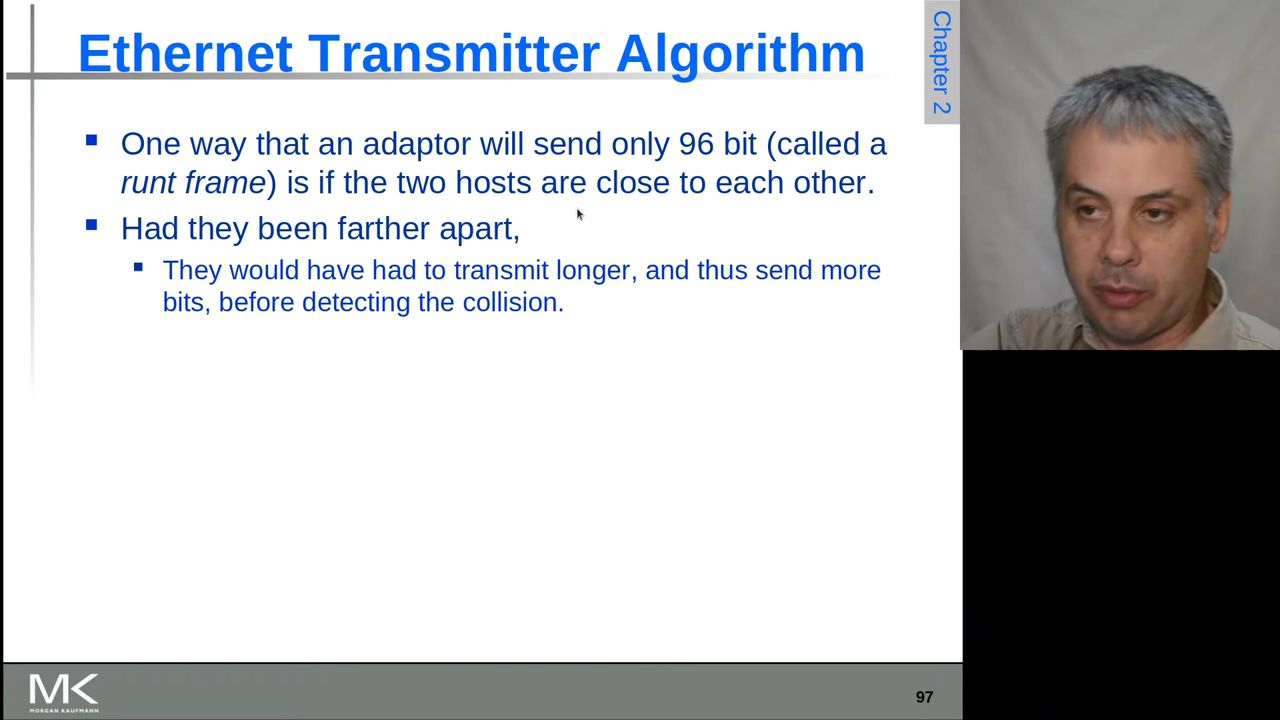 Ethernet Transmitter Algorithm
Chapter 2
One way that an adaptor will send only 96 bit (called a
runt frame) is if the two hosts are close to each other.
Had they been farther apart,
They would have had to transmit longer, and thus send more
bits, before detecting the collision.
MK
MORGAN KAUFMANN
97